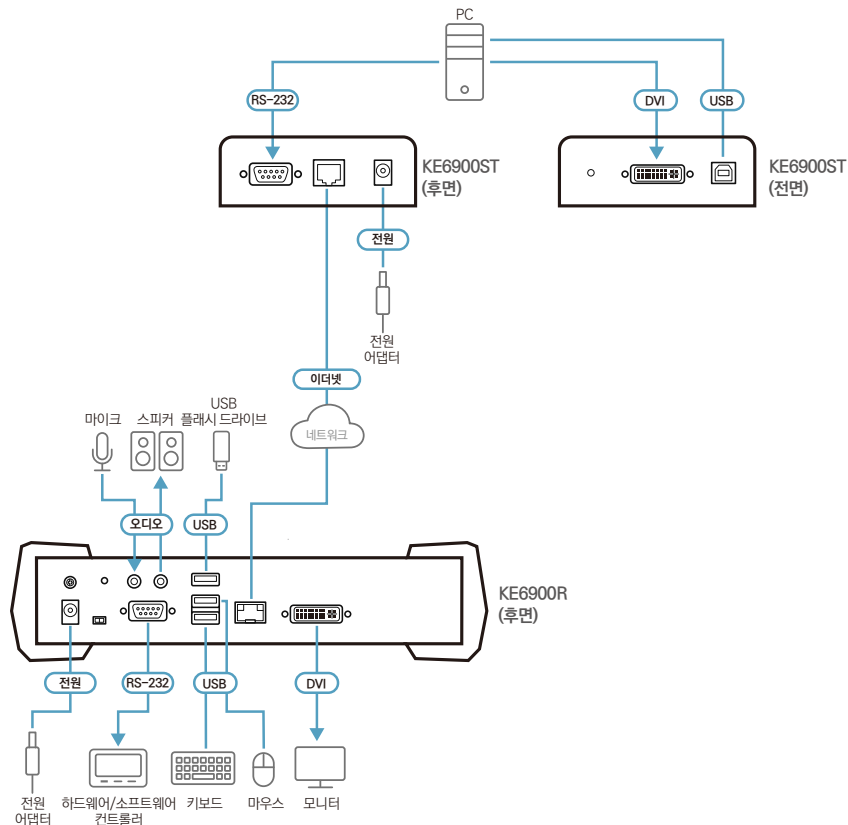 PC
RS-232
DVI
USB
KE6900ST
(후면)
KE6900ST
(전면)
전원
전원
어댑터
이더넷
네트워크
마이크
스피커
USB
플래시 드라이브
오디오
USB
KE6900R
(후면)
전원
RS-232
USB
DVI
전원
어댑터
하드웨어/소프트웨어
컨트롤러
키보드
마우스
모니터